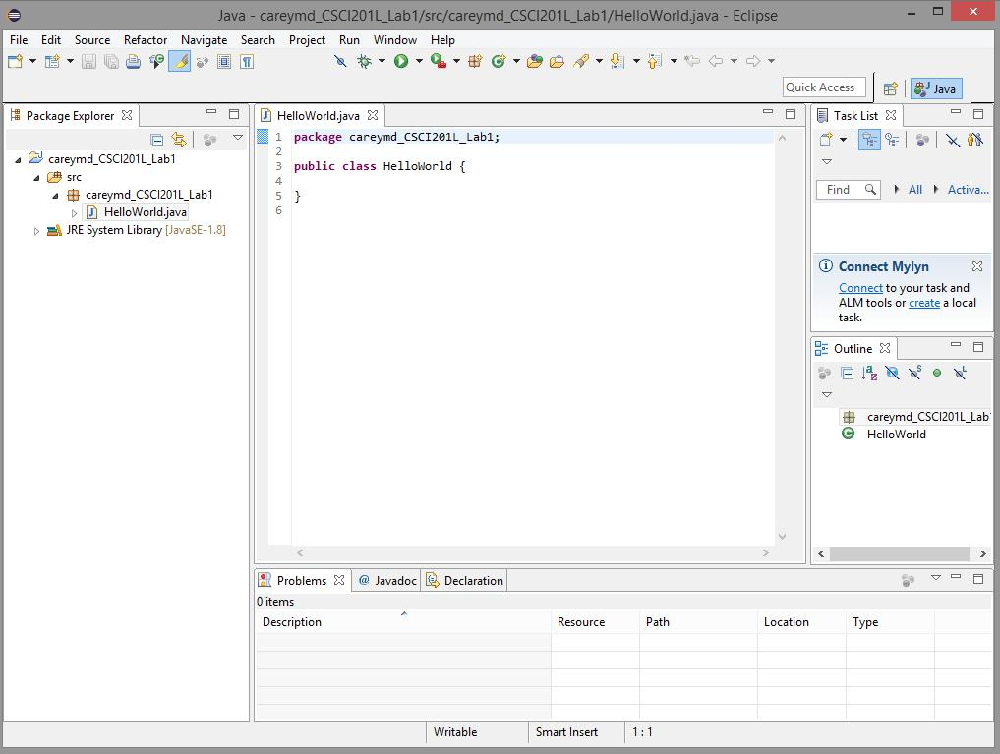 Java - careymd_CSCI201L_Lab1/src/careymd_CSCI201L_Lab1/HelloWorld.java - Eclipse
File Edit Source Refactor Navigate Search Project Run Window Help
Quick Access
Java
Package Explorer
careymd_CSCI201L_Lab1
src
careymd_CSCI201L_Lab1
HelloWorld.java
JRE System Library [JavaSE-1.8]
HelloWorld.java
1 package careymd_CSCI201L_Lab1;
2
3 public class HelloWorld {
4
5 }
6
Task List
Find All Activa...
Connect Mylyn
Connect to your task and
ALM tools or create a local
task.
Outline
careymd_CSCI201L_Lab
HelloWorld
Problems @ Javadoc Declaration
0 items
Description Resource Path Location Type
Writable Smart Insert 1 : 1